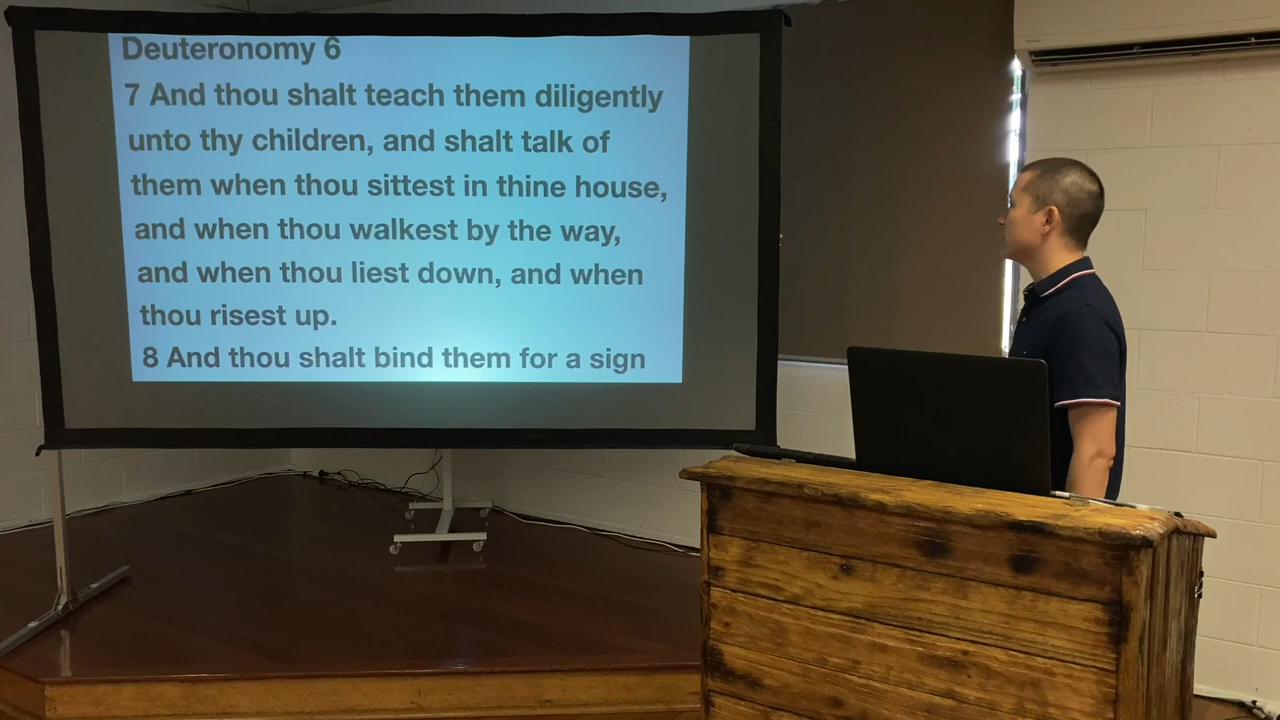 Deuteronomy 6
7 And thou shalt teach them diligently
unto thy children, and shalt talk of
them when thou sittest in thine house,
and when thou walkest by the way,
and when thou liest down, and when
thou risest up.
8 And thou shalt bind them for a sign